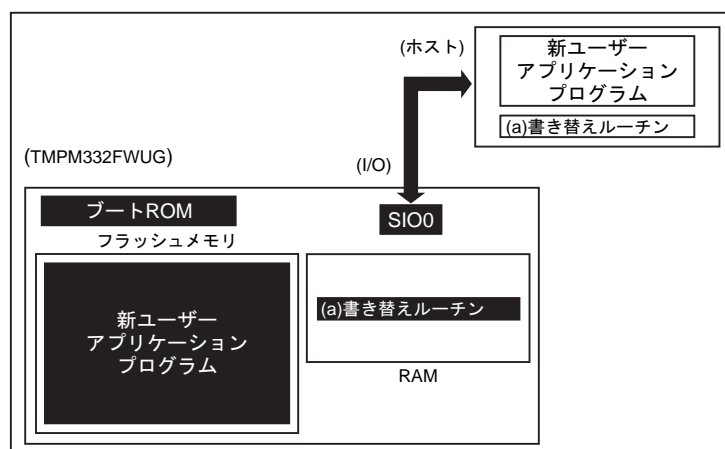 (ホスト)
新ユーザー
アプリケーション
プログラム
(a)書き替えルーチン
(TMPM332FWUG)
(I/O)
ブートROM
SIO0
フラッシュメモリ
新ユーザー
アプリケーション
プログラム
(a)書き替えルーチン
RAM